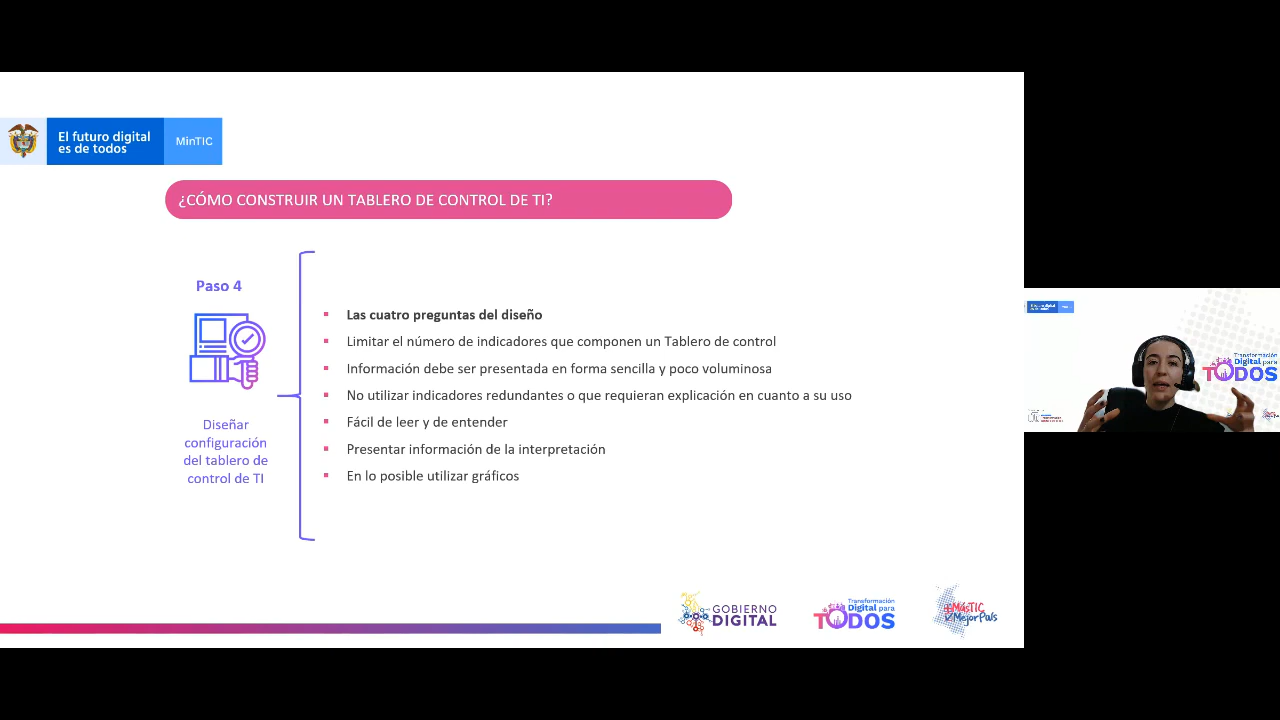 El futuro digital
es de todos
MinTIC
¿CÓMO CONSTRUIR UN TABLERO DE CONTROL DE TI?
Paso 4
Diseñar
configuración
del tablero de
control de TI
Las cuatro preguntas del diseño
Limitar el número de indicadores que componen un Tablero de control
Información debe ser presentada en forma sencilla y poco voluminosa
No utilizar indicadores redundantes o que requieran explicación en cuanto a su uso
Fácil de leer y de entender
Presentar información de la interpretación
En lo posible utilizar gráficos
GOBIERNO
DIGITAL
Transformación
Digital para
TODOS
+MásTIC
MejorPaís
Transformación
Digital para
TODOS